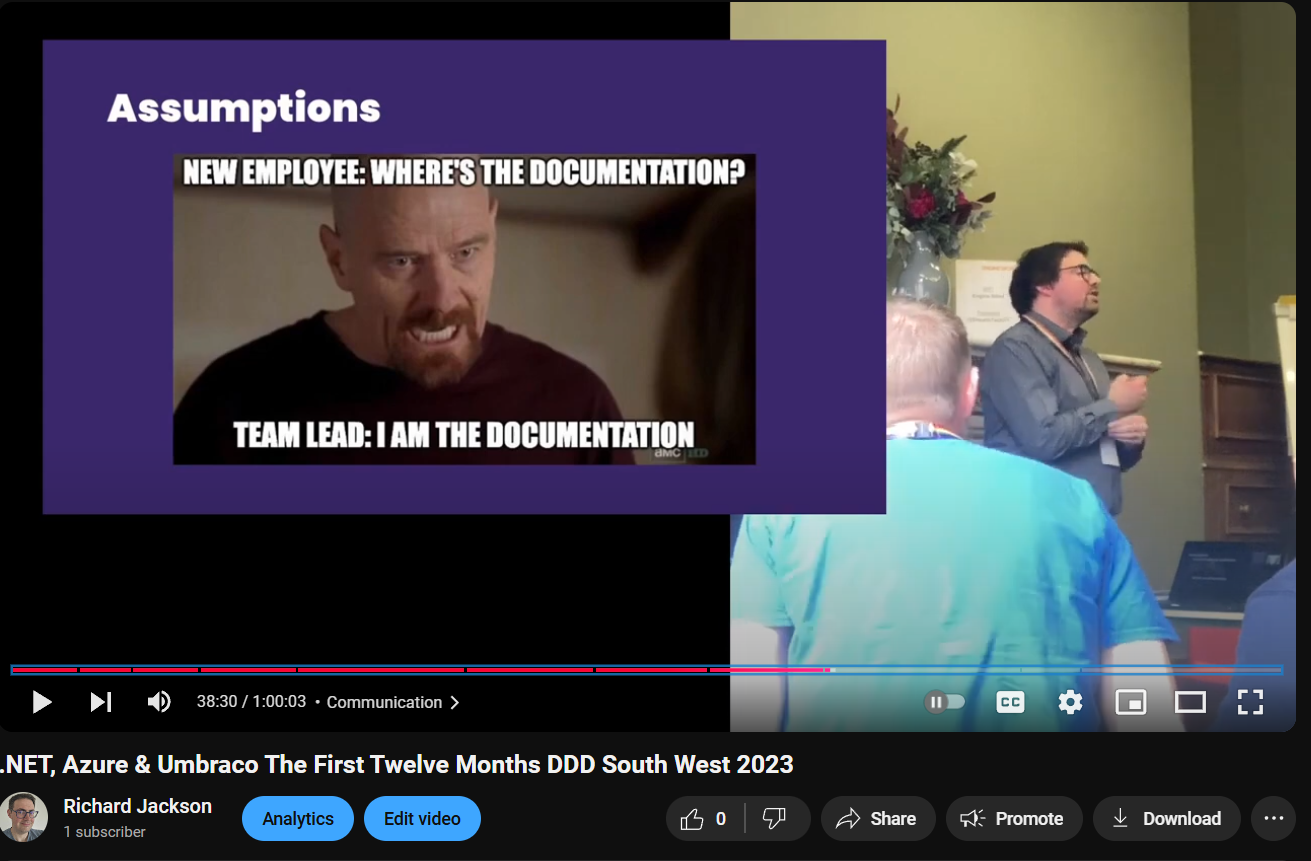 Assumptions
NEW EMPLOYEE: WHERE'S THE DOCUMENTATION?
TEAM LEAD: I AM THE DOCUMENTATION
amc
38:30 / 1:00:03 • Communication
CC
.NET, Azure & Umbraco The First Twelve Months DDD South West 2023
Richard Jackson
1 subscriber
Analytics
Edit video
0
Share
Promote
Download